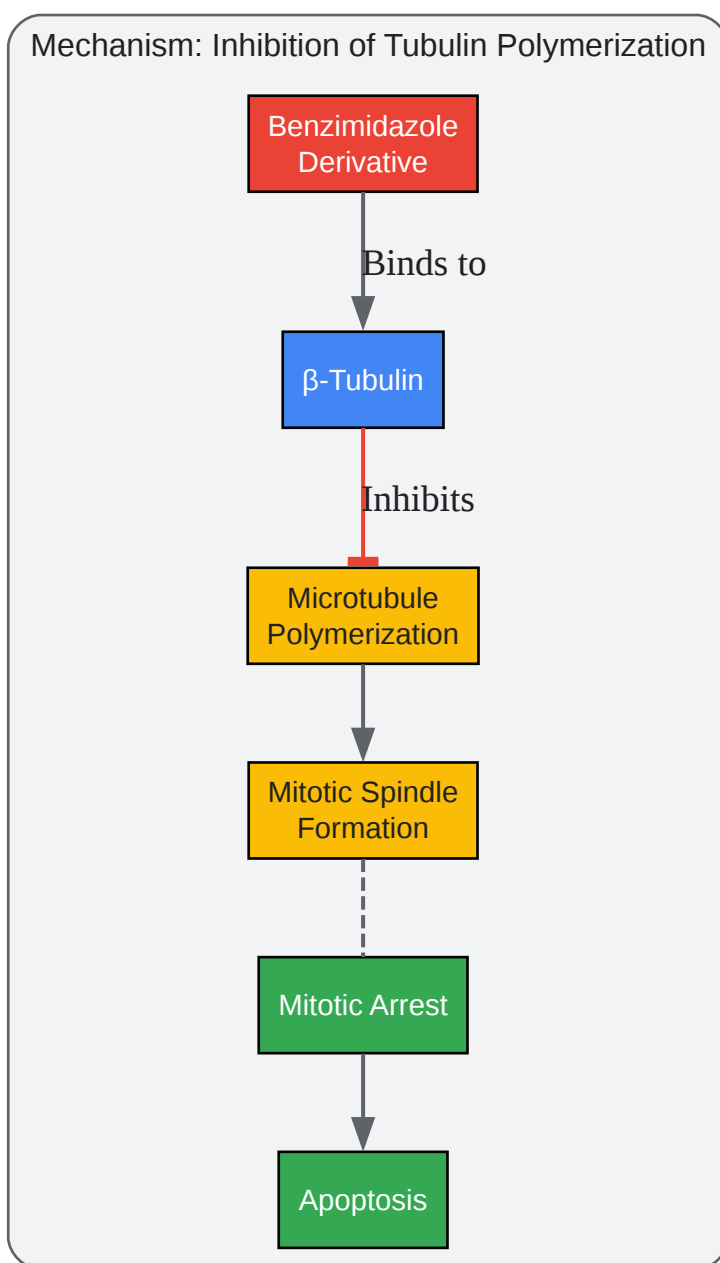 Mechanism: Inhibition of Tubulin Polymerization
Benzimidazole
Derivative
Binds to
β-Tubulin
Inhibits
Microtubule
Polymerization
Mitotic Spindle
Formation
Mitotic Arrest
Apoptosis